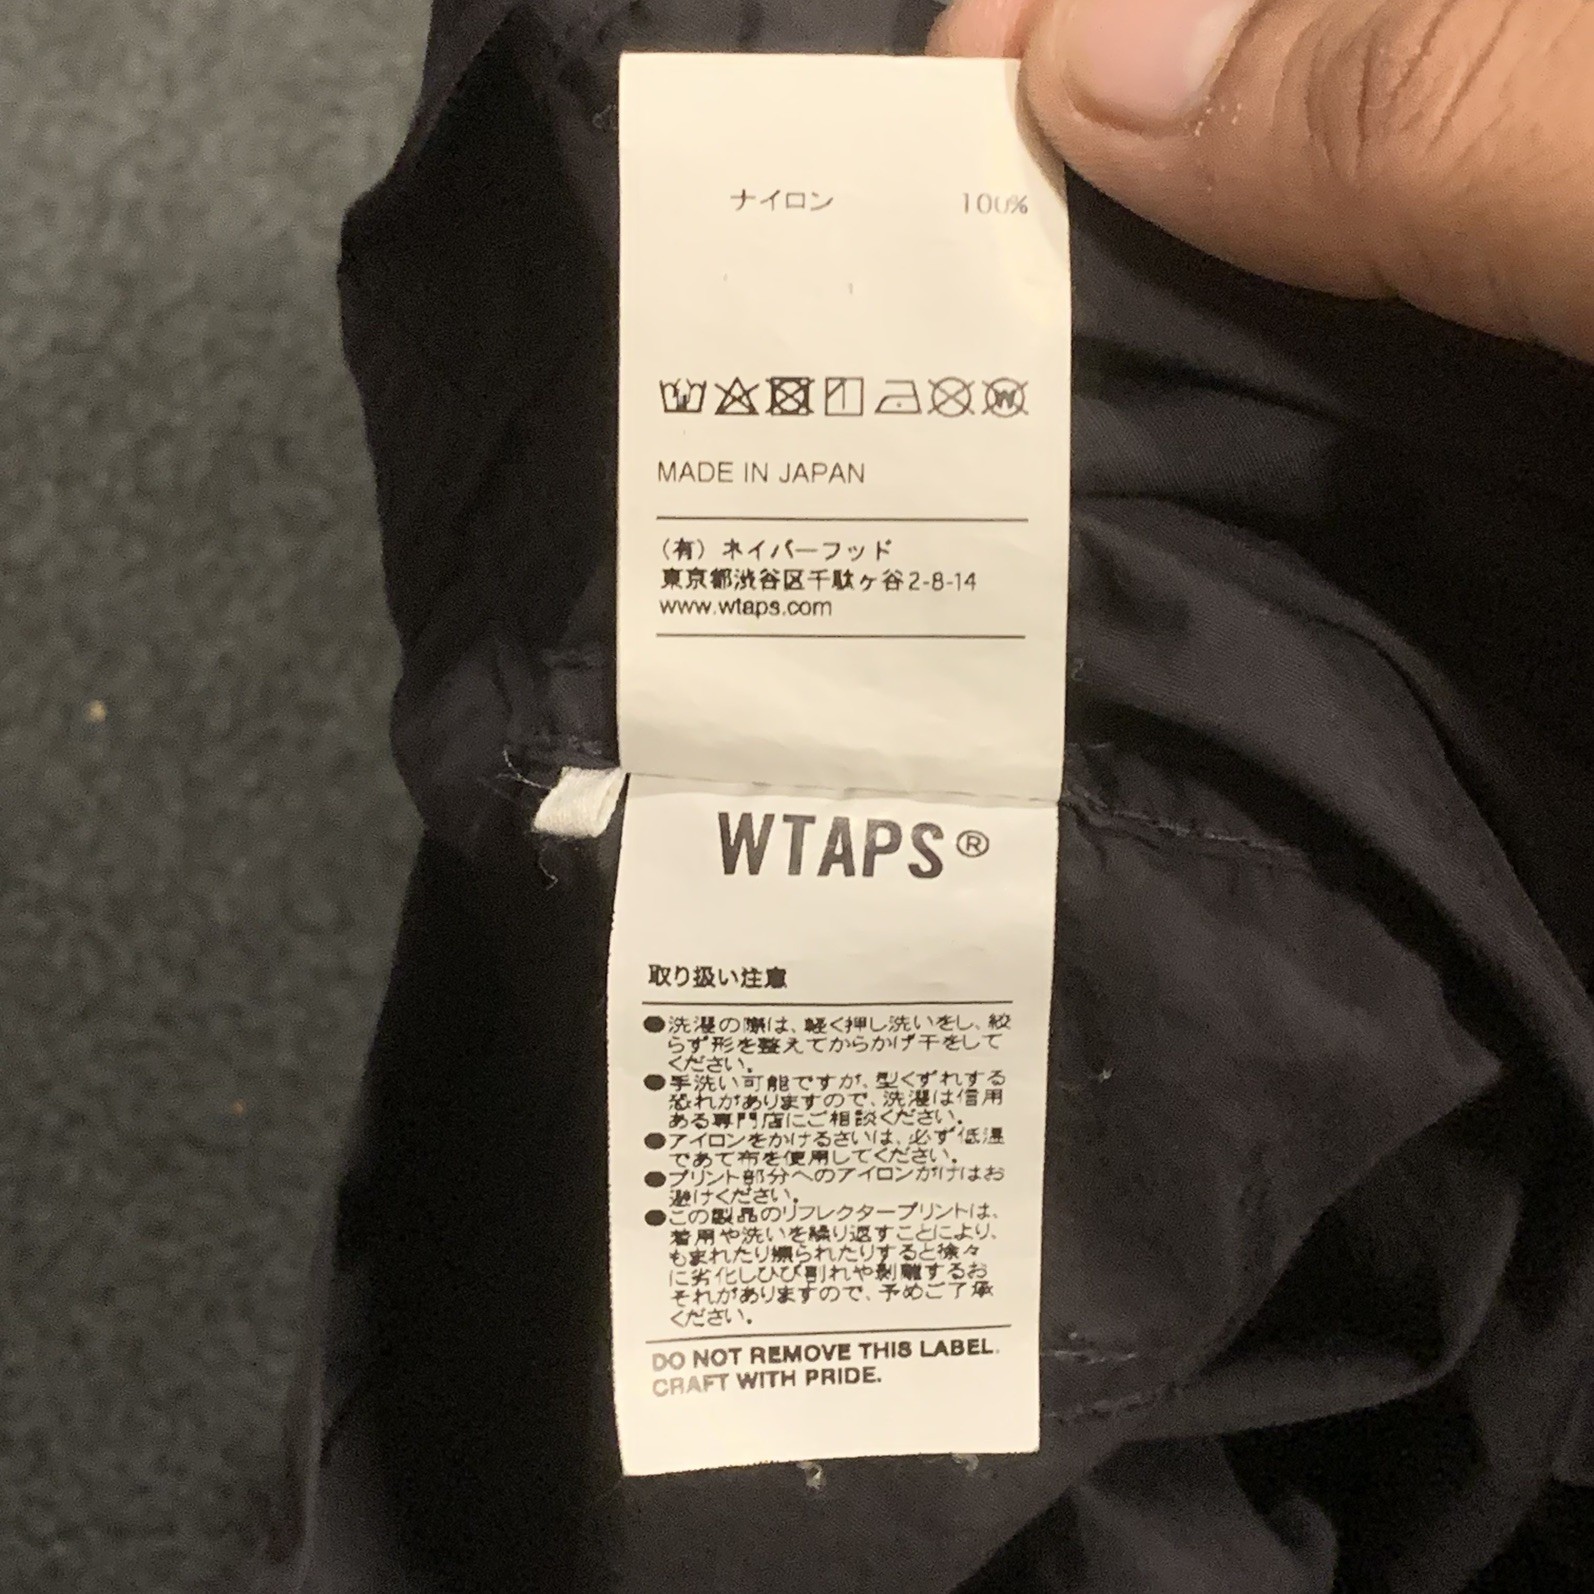 ナイロン 100%
MADE IN JAPAN
（有）ネイバーフッド
東京都渋谷区千駄ヶ谷2-8-14
www.wtaps.com
WTAPS®
取り扱い注意
●洗濯の際は、軽く押し洗いをし、絞
らず形を整えてからかげ干をして
ください。
●手洗い可能ですが、型くずれする
恐れがありますので、洗濯は信用
ある専門店にご相談ください。
●アイロンをかけるさいは、必ず低温
であて布を使用してください。
●プリント部分へのアイロンがけはお
避けください。
●この製品のリフレクタープリントは、
着用や洗いを繰り返すことにより、
もまれたり擦られたりすると徐々
に劣化しひび割れや剥離するお
それがありますので、予めご了承
ください。
DO NOT REMOVE THIS LABEL.
CRAFT WITH PRIDE.